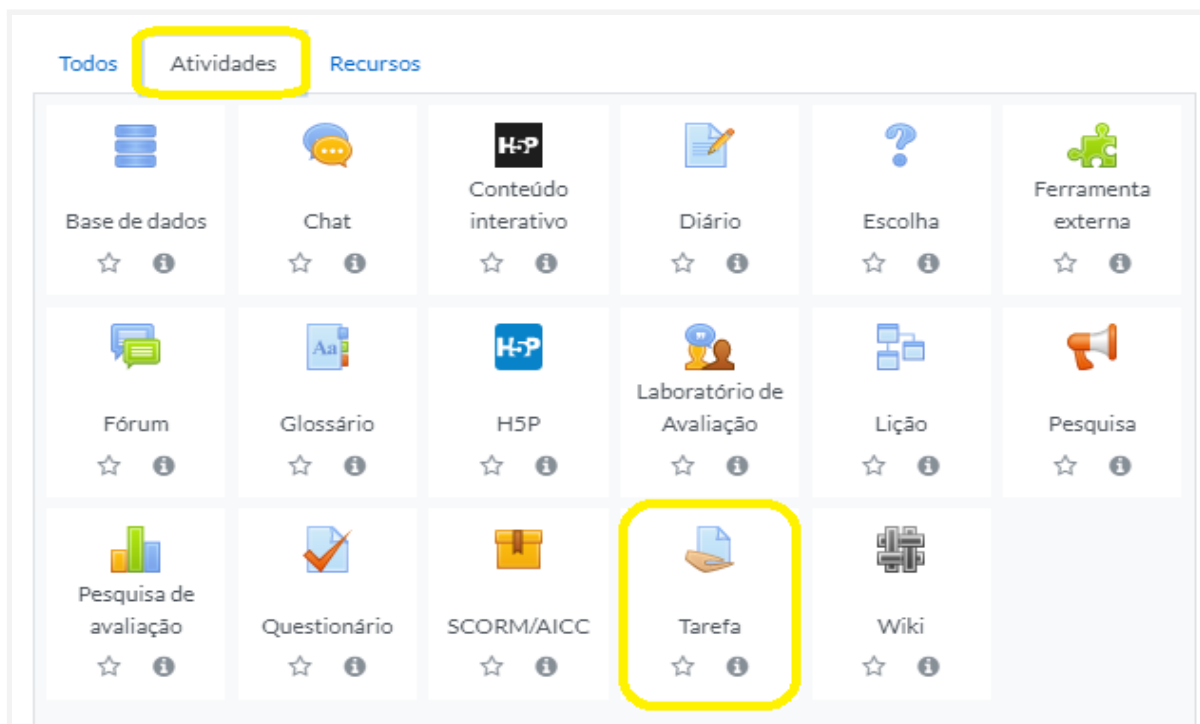 Todos Atividades Recursos
H5P
Conteúdo
Ferramenta
Base de dados Chat interativo Diário Escolha externa
Aa
H5P
Laboratório de
Fórum Glossário H5P Avaliação Lição Pesquisa
Pesquisa de
avaliação Questionário SCORM/AICC Tarefa Wiki